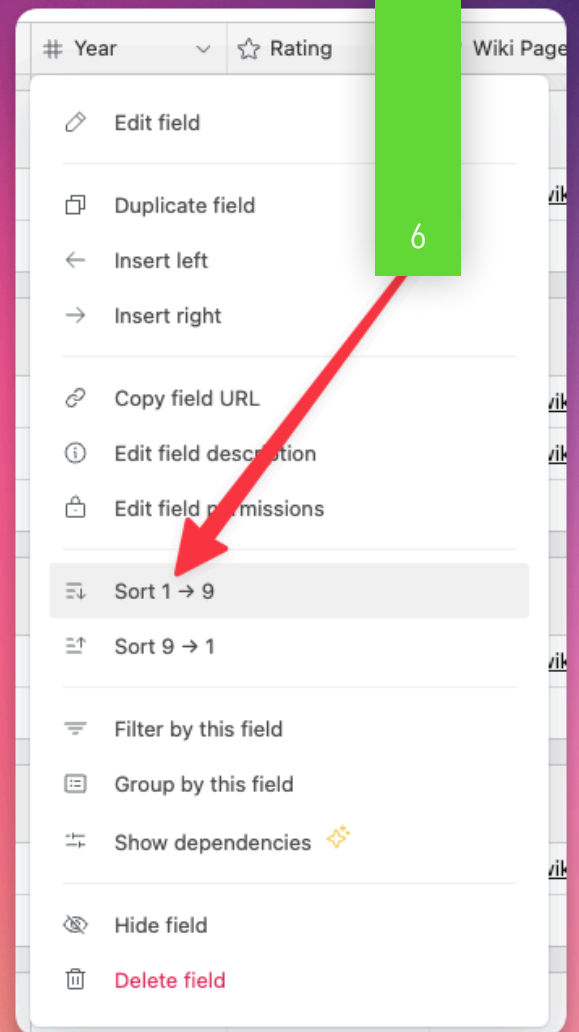 Year Rating Wiki Page
Edit field
Duplicate field
6
Insert left
Insert right
Copy field URL
Edit field description
Edit field permissions
Sort 1 → 9
Sort 9 → 1
Filter by this field
Group by this field
Show dependencies
Hide field
Delete field